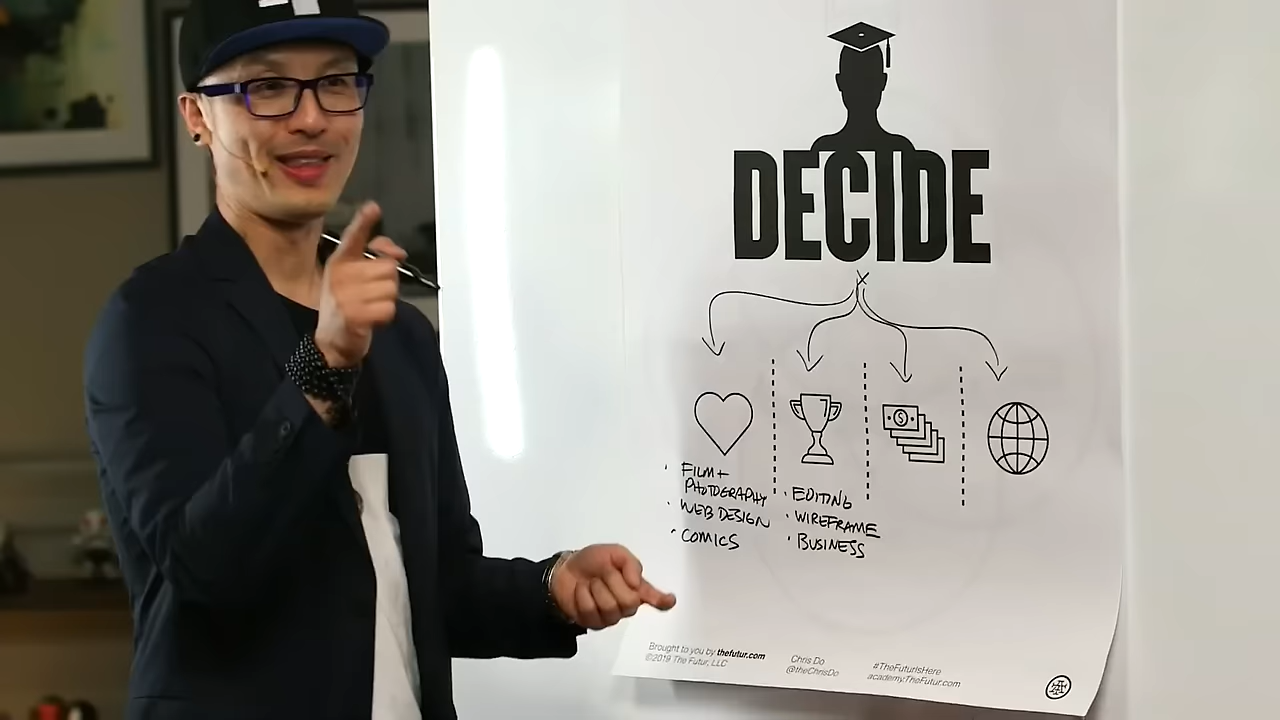 DECIDE
• FILM +
PHOTOGRAPHY
• WEB DESIGN
• COMICS
• EDITING
• WIREFRAME
• BUSINESS
Brought to you by thefutur.com
©2019 The Futur, LLC
Chris Do
@theChrisDo
#TheFuturIsHere
academy.TheFutur.com